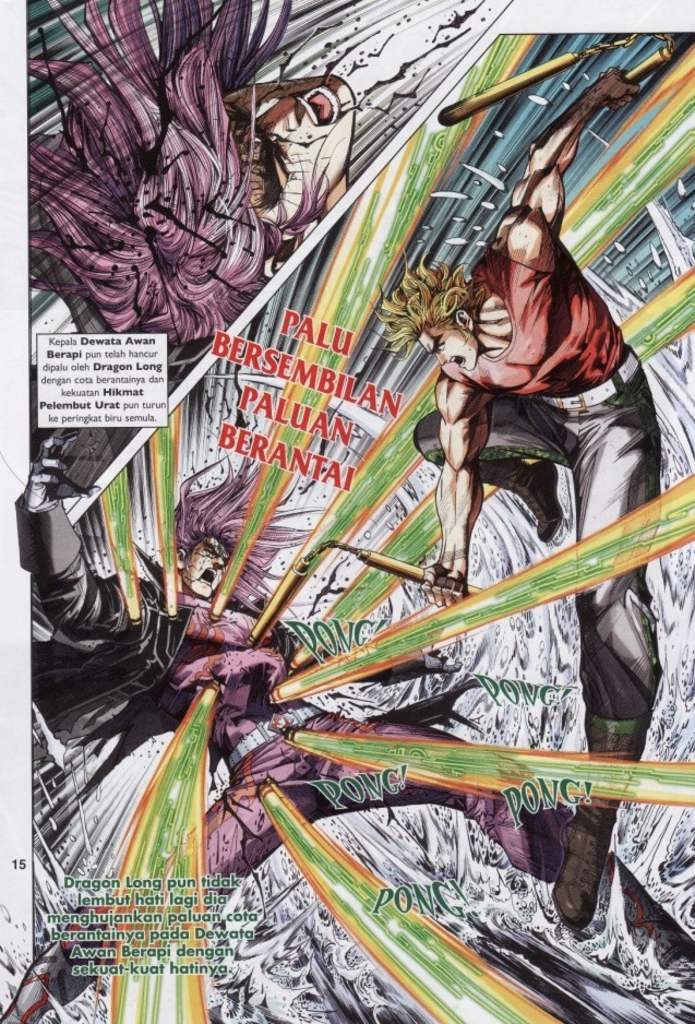 Kepala Dewata Awan
Berapi pun telah hancur
dipalu oleh Dragon Long
dengan cota berantainya dan
kekuatan Hikmat
Pelembut Urat pun turun
ke peringkat biru semula.
PALU
BERSEMBILAN
PALUAN
BERANTAI
PONG!
PONG!
PONG!
PONG!
PONG!
15
Dragon Long pun tidak
lembut hati lagi dia
menghujankan paluan cota
berantainya pada Dewata
Awan Berapi dengan
sekuat-kuat hatinya.